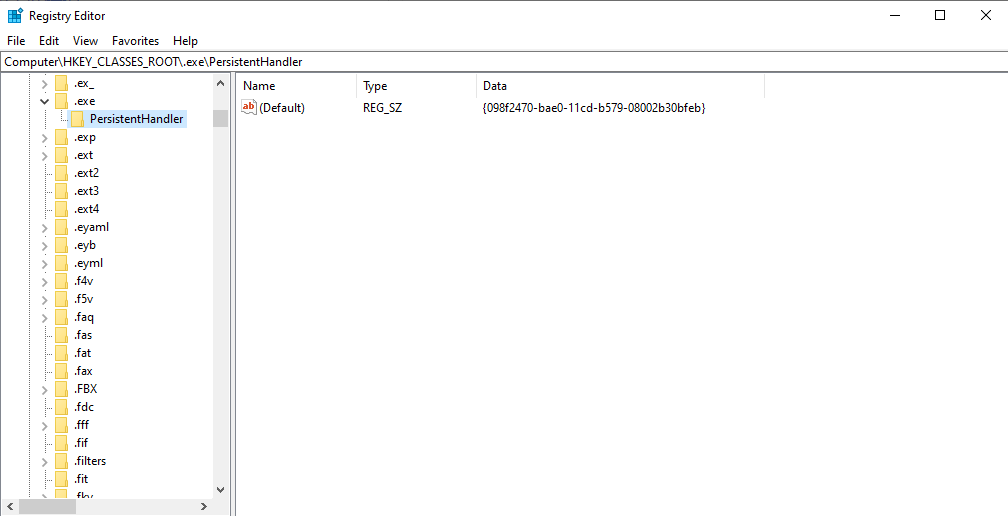 Registry Editor
File Edit View Favorites Help
Computer\HKEY_CLASSES_ROOT\.exe\PersistentHandler
.ex_
.exe
PersistentHandler
.exp
.ext
.ext2
.ext3
.ext4
.eyaml
.eyb
.eyml
.f4v
.f5v
.faq
.fas
.fat
.fax
.FBX
.fdc
.fff
.fif
.filters
.fit
Name Type Data
ab (Default) REG_SZ {098f2470-bae0-11cd-b579-08002b30bfeb}